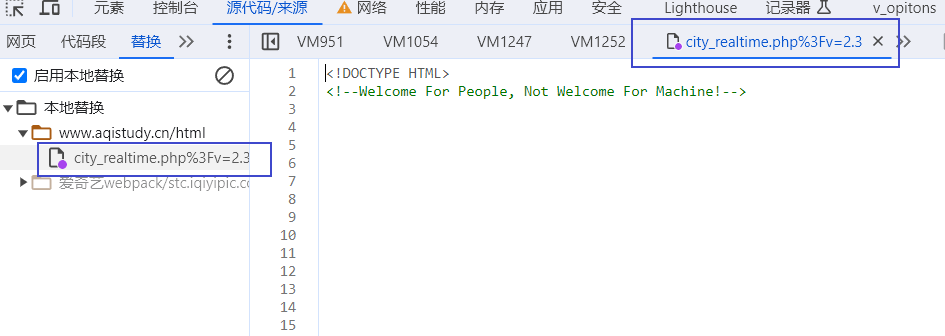 元素 控制台 源代码/来源 网络 性能 内存 应用 安全 Lighthouse 记录器 v_opitons
网页 代码段 替换 VM951 VM1054 VM1247 VM1252 city_realtime.php%3Fv=2.3
启用本地替换
本地替换
www.aqistudy.cn/html
city_realtime.php%3Fv=2.3
爱奇艺webpack/stc.iqiyipic.cc
1 <!DOCTYPE HTML>
2 <!--Welcome For People, Not Welcome For Machine!-->
3
4
5
6
7
8
9
10
11
12
13
14
15